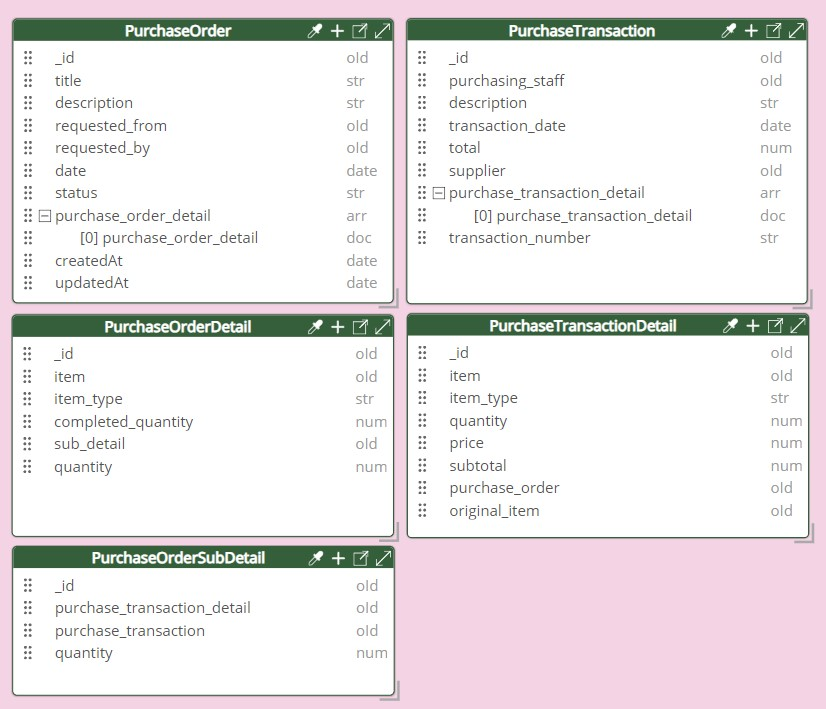 PurchaseOrder
_id oId
title str
description str
requested_from oId
requested_by oId
date date
status str
purchase_order_detail arr
[0] purchase_order_detail doc
createdAt date
updatedAt date
PurchaseTransaction
_id oId
purchasing_staff oId
description str
transaction_date date
total num
supplier oId
purchase_transaction_detail arr
[0] purchase_transaction_detail doc
transaction_number str
PurchaseOrderDetail
_id oId
item oId
item_type str
completed_quantity num
sub_detail oId
quantity num
PurchaseTransactionDetail
_id oId
item oId
item_type str
quantity num
price num
subtotal num
purchase_order oId
original_item oId
PurchaseOrderSubDetail
_id oId
purchase_transaction_detail oId
purchase_transaction oId
quantity num